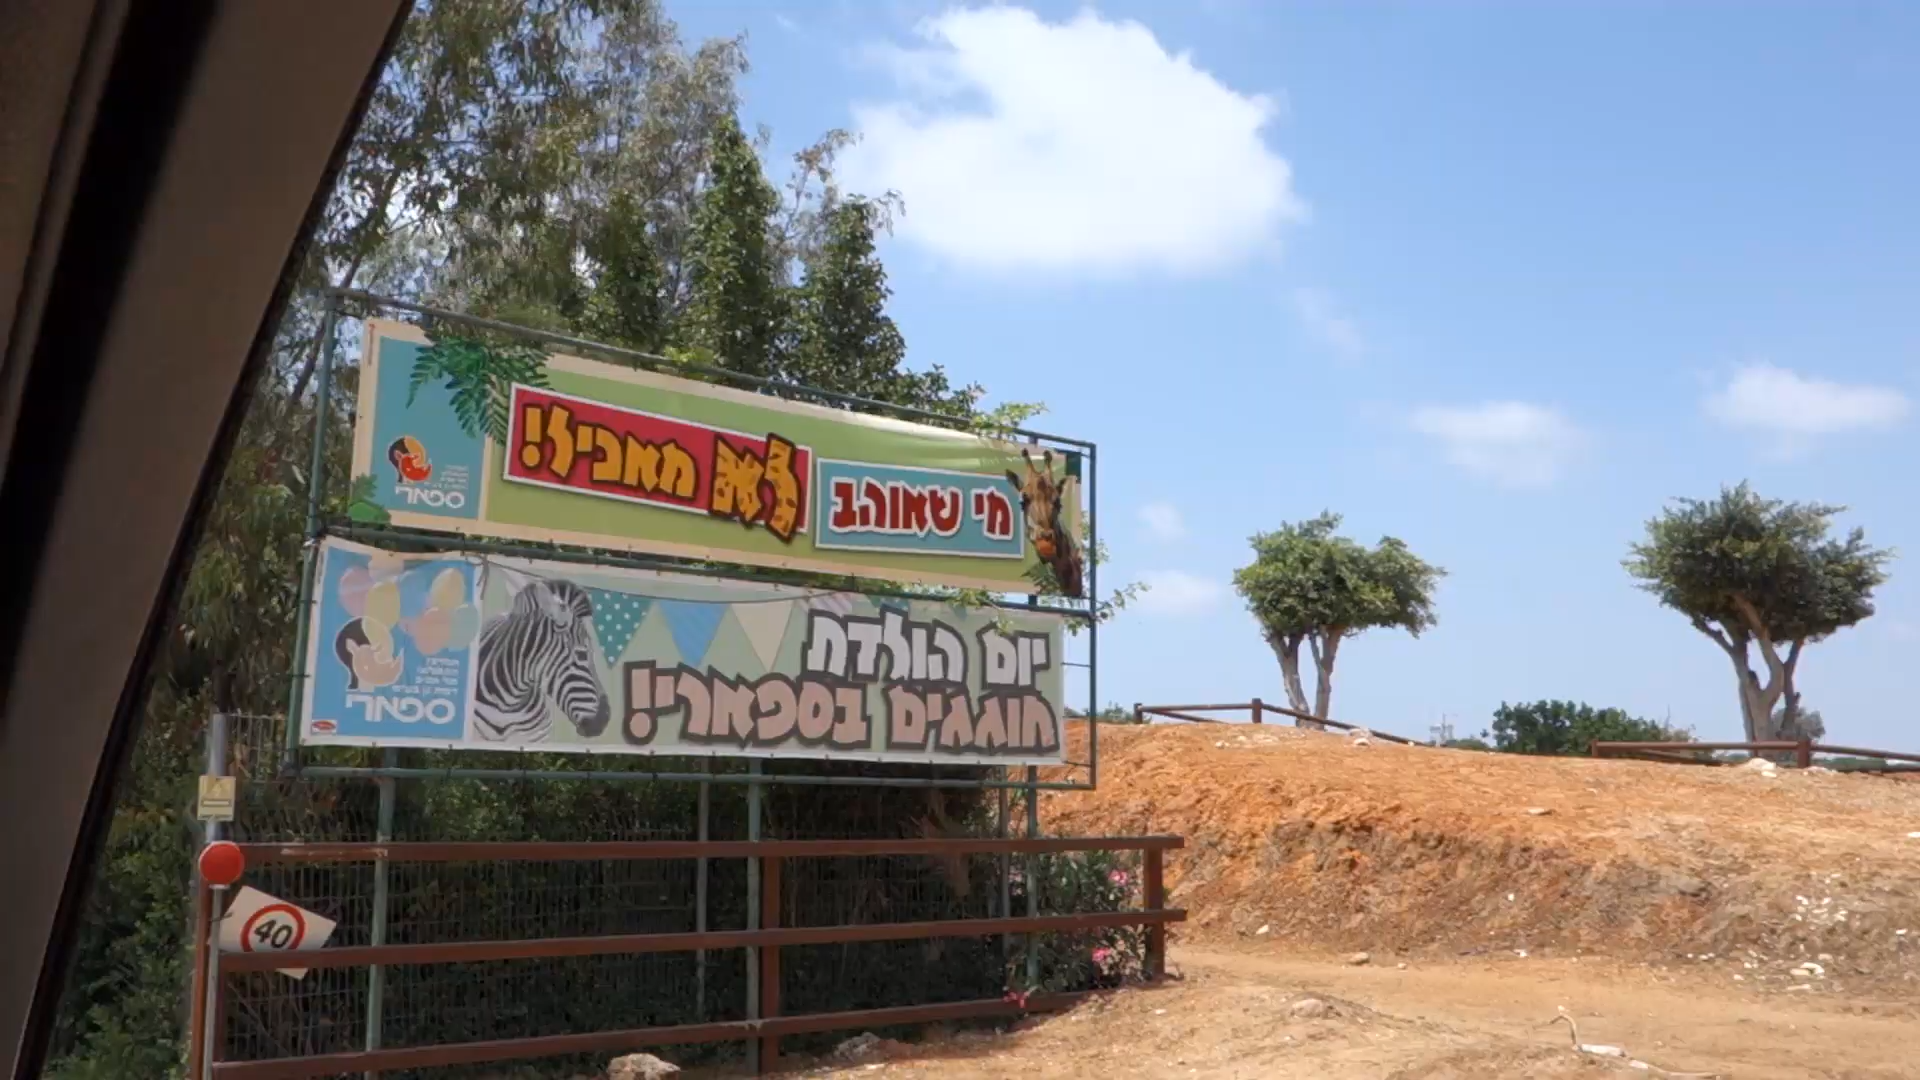 מי שאוהב לא מאכיל!
ספארי
יום הולדת
חוגגים בספארי!
ספארי
40